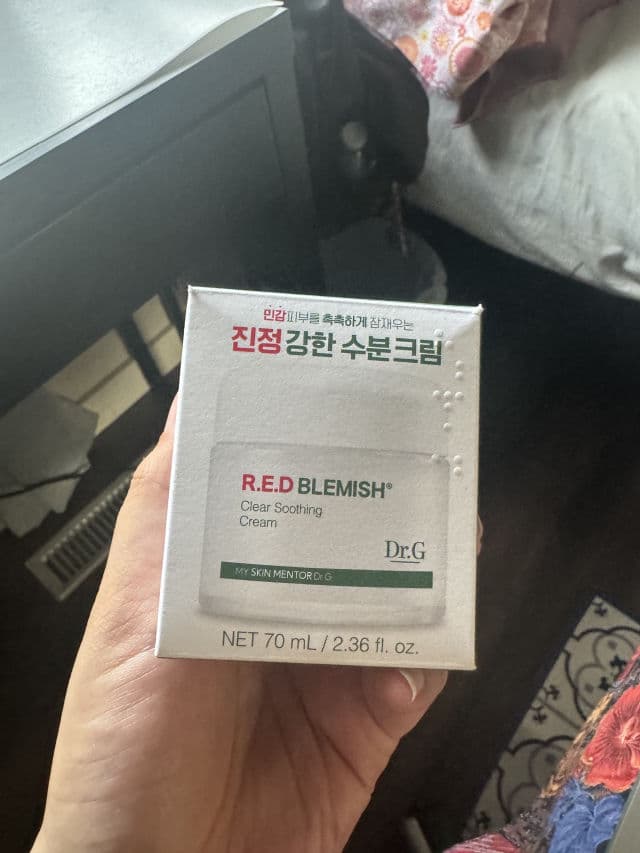 민감피부를 촉촉하게 잠재우는
진정 강한 수분크림
R.E.D BLEMISH®
Clear Soothing
Cream
Dr.G
MY SKIN MENTOR Dr.G
NET 70 mL / 2.36 fl. oz.